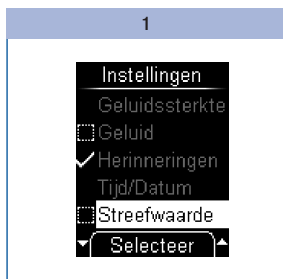 1
Instellingen
Geluidssterkte
Geluid
Herinneringen
Tijd/Datum
Streefwaarde
Selecteer